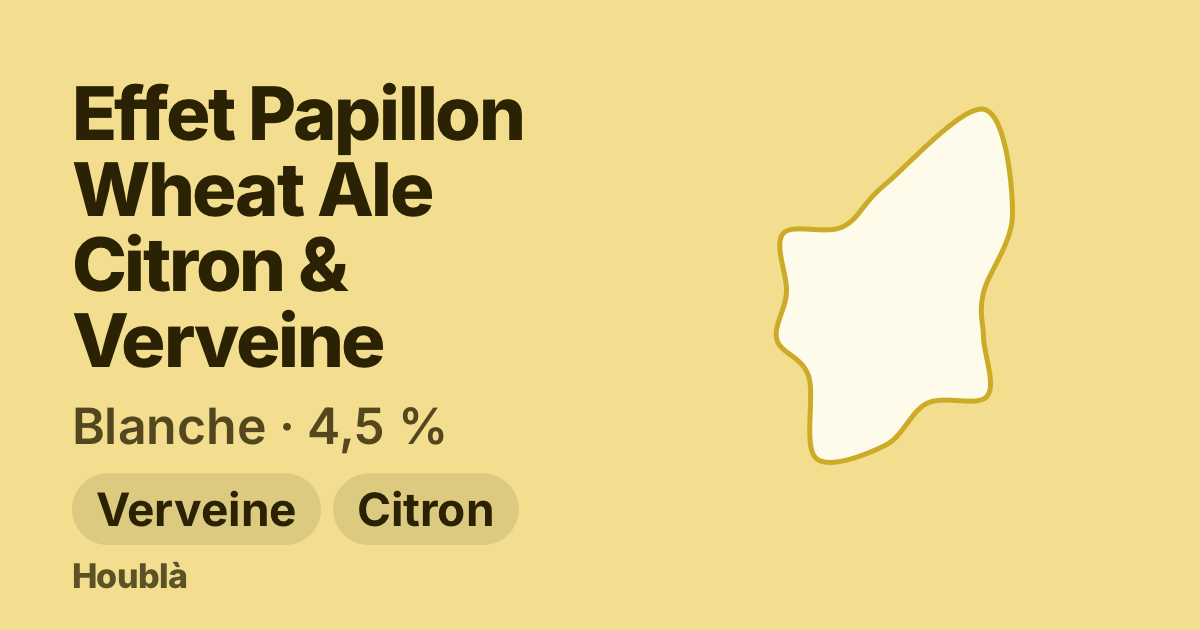 Effet Papillon
Wheat Ale
Citron &
Verveine
Blanche · 4,5 %
Verveine Citron
Houblà